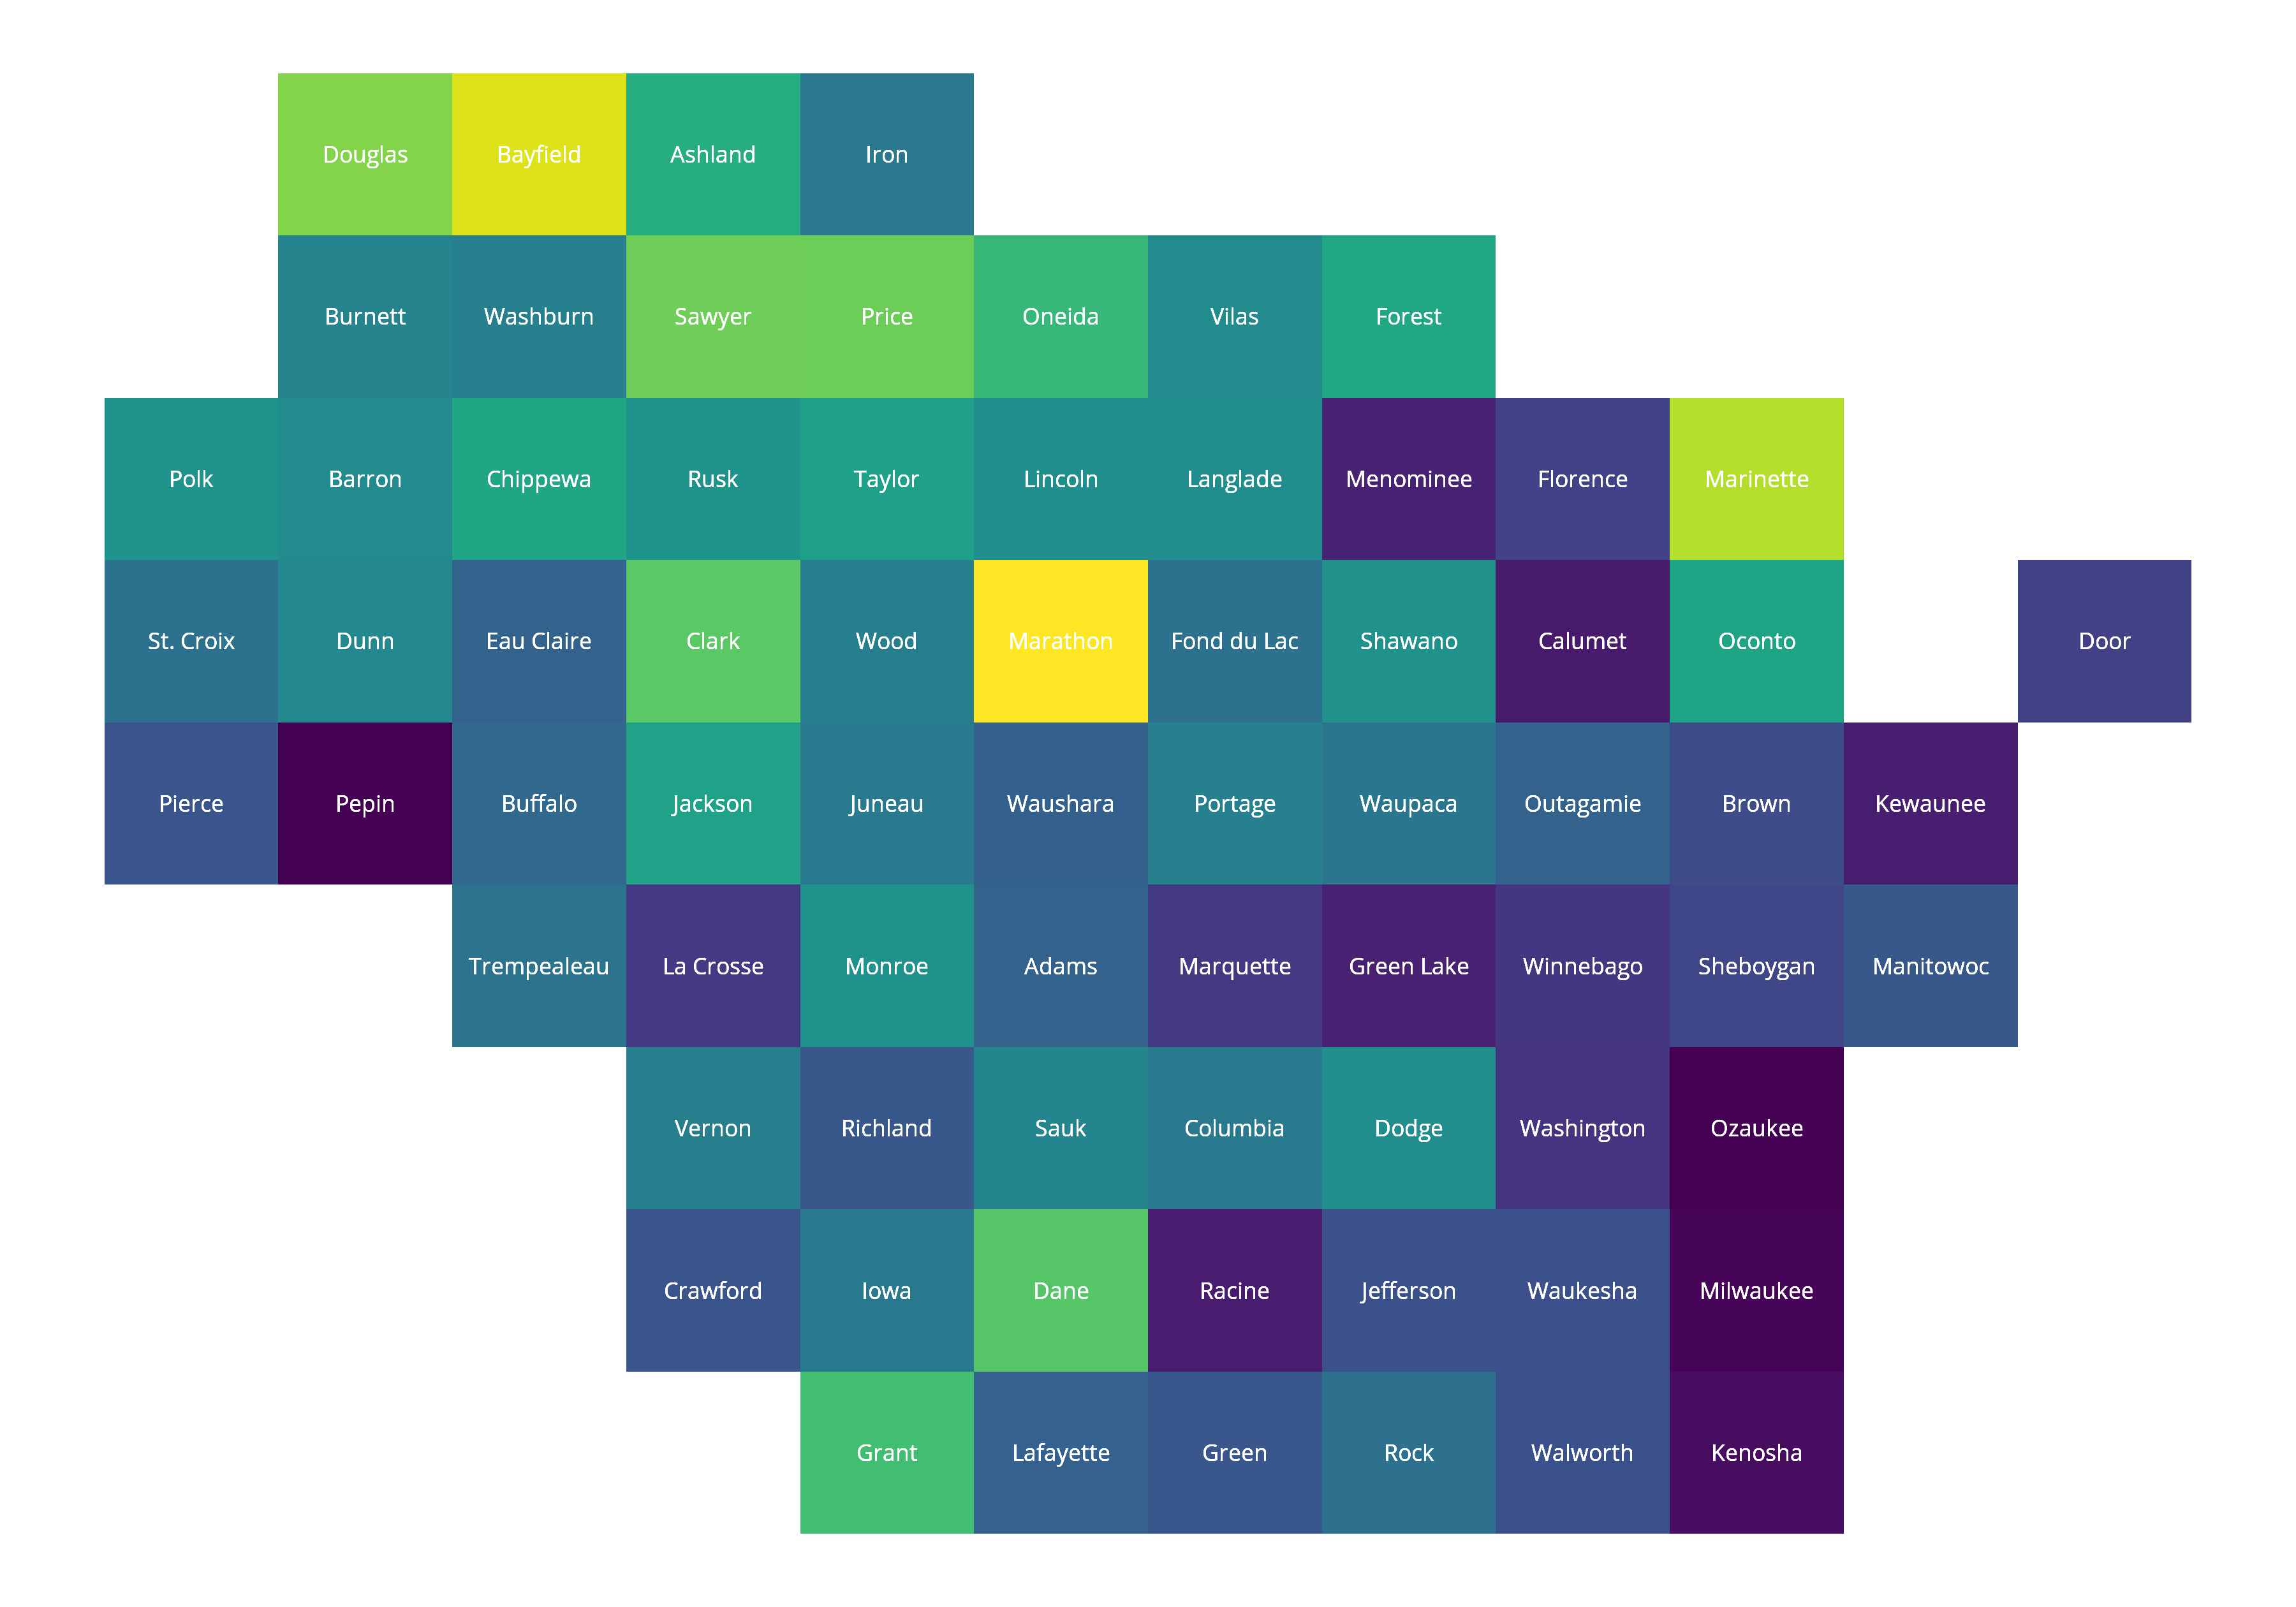 Douglas Bayfield Ashland Iron
Burnett Washburn Sawyer Price Oneida Vilas Forest
Polk Barron Chippewa Rusk Taylor Lincoln Langlade Menominee Florence Marinette
St. Croix Dunn Eau Claire Clark Wood Marathon Fond du Lac Shawano Calumet Oconto Door
Pierce Pepin Buffalo Jackson Juneau Waushara Portage Waupaca Outagamie Brown Kewaunee
Trempealeau La Crosse Monroe Adams Marquette Green Lake Winnebago Sheboygan Manitowoc
Vernon Richland Sauk Columbia Dodge Washington Ozaukee
Crawford Iowa Dane Racine Jefferson Waukesha Milwaukee
Grant Lafayette Green Rock Walworth Kenosha